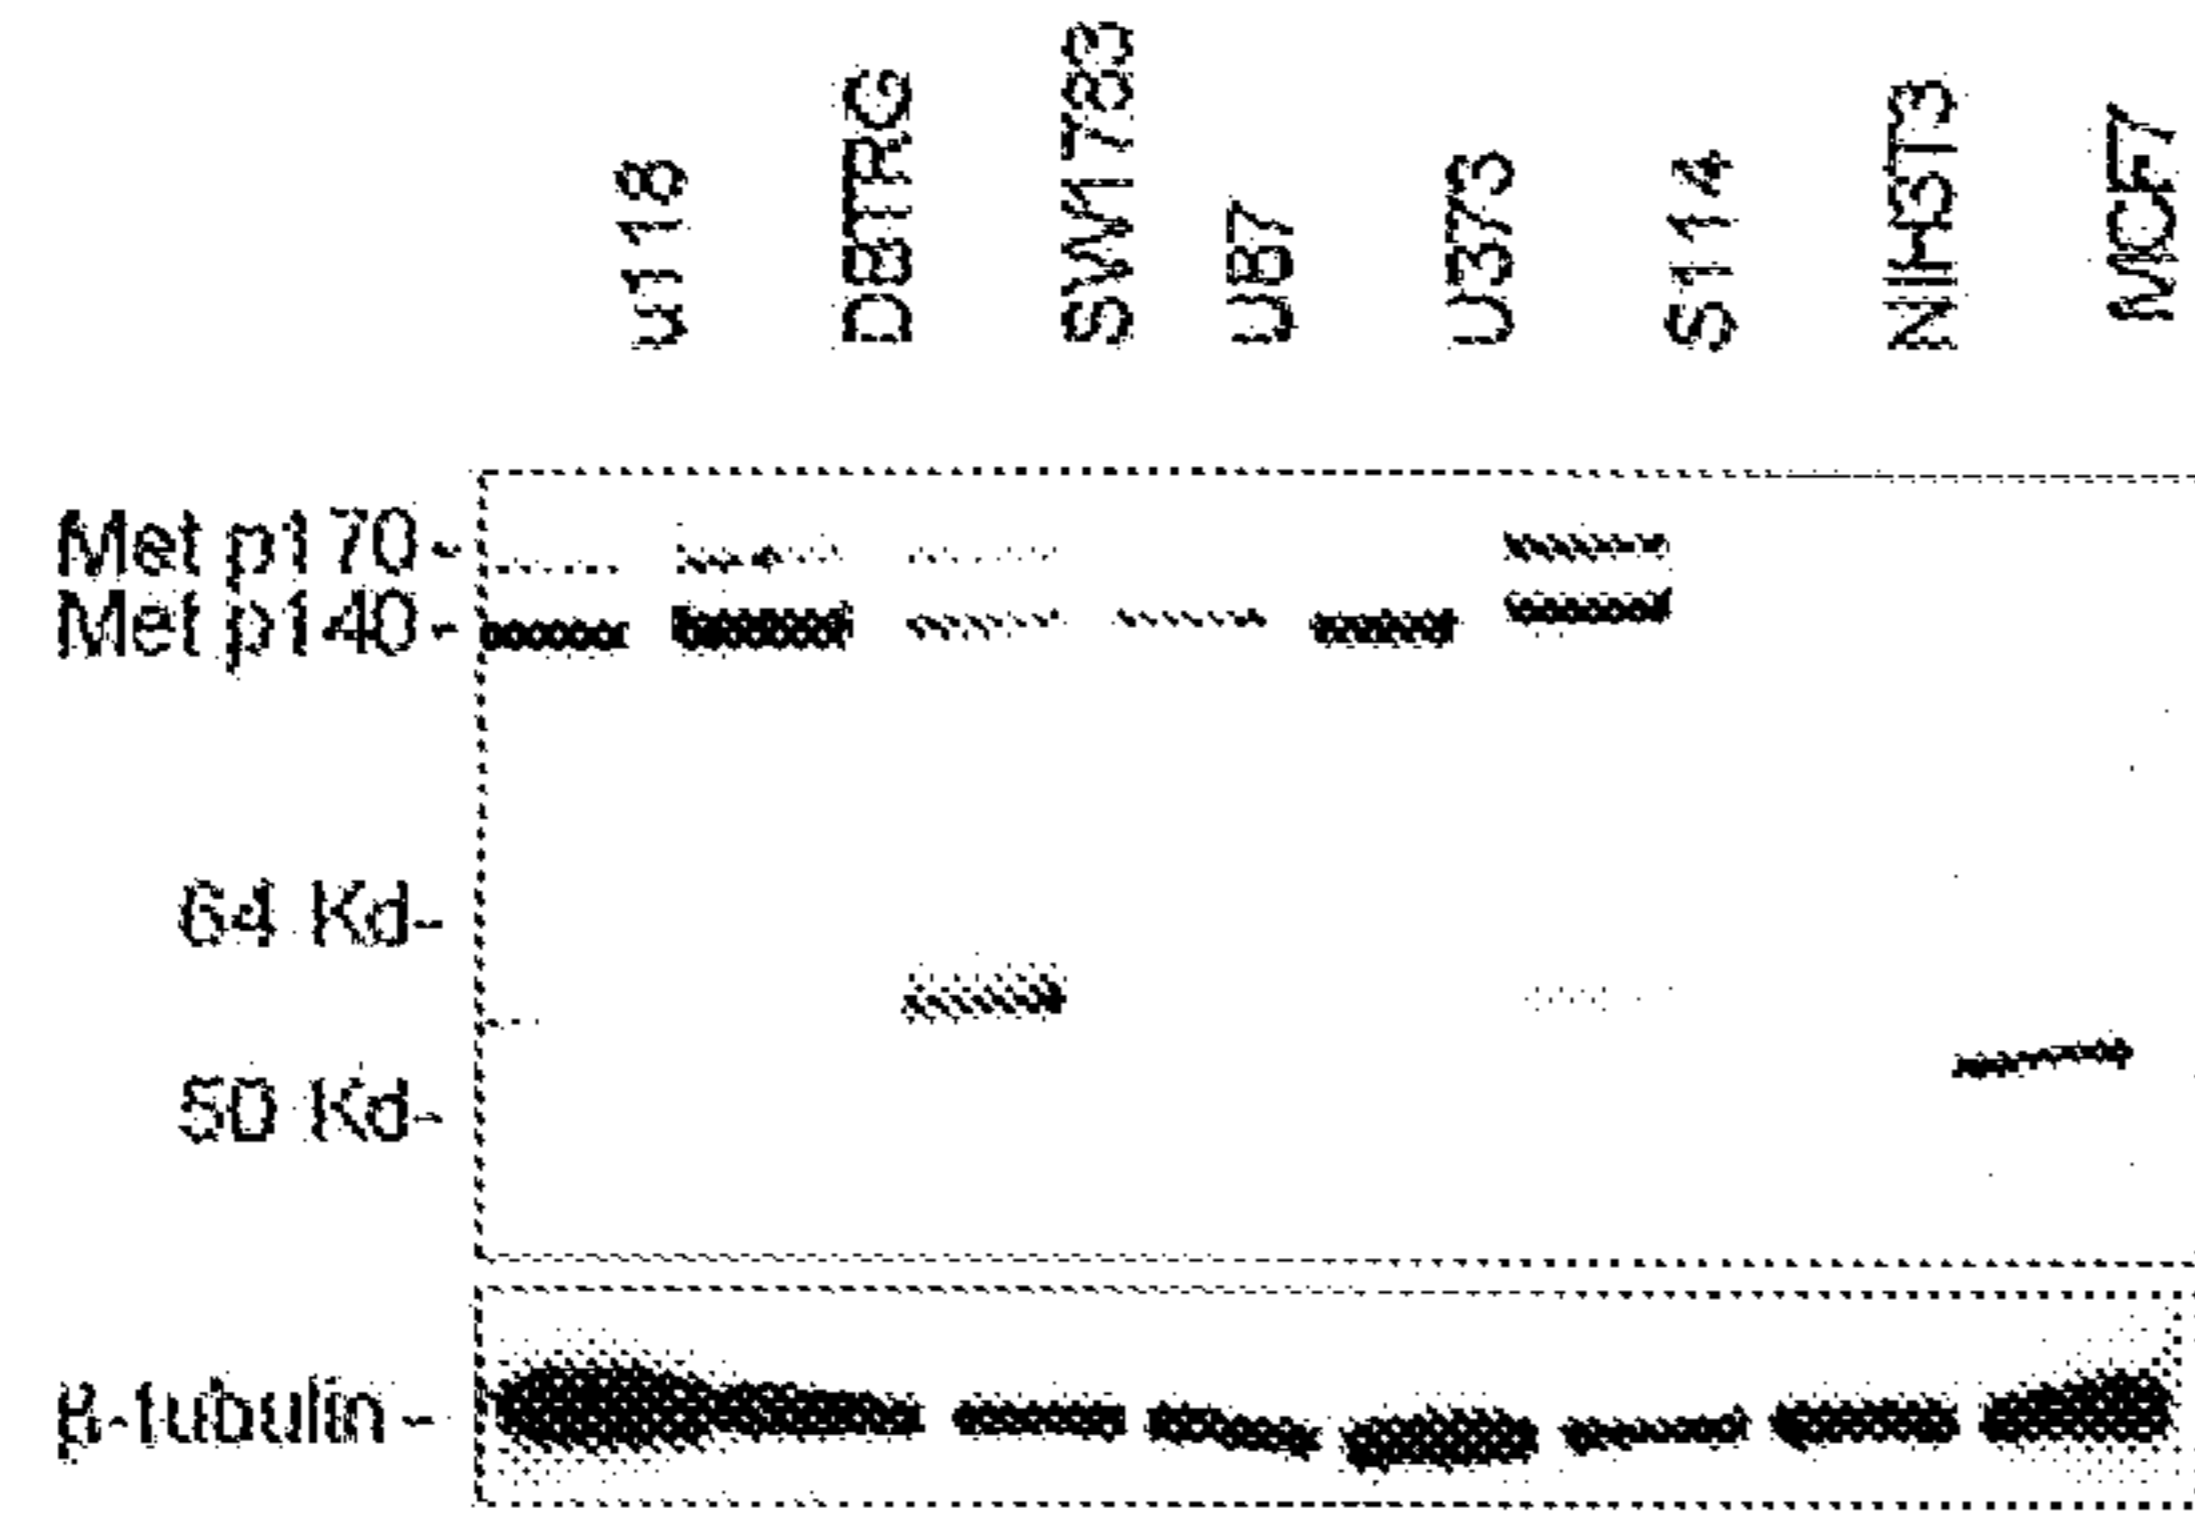 u118
DBTRG
SW1783
U87
U373
S114
NIH3T3
MCF7
Met p170-
Met p140-
64 Kd-
50 Kd-
β-tubulin-